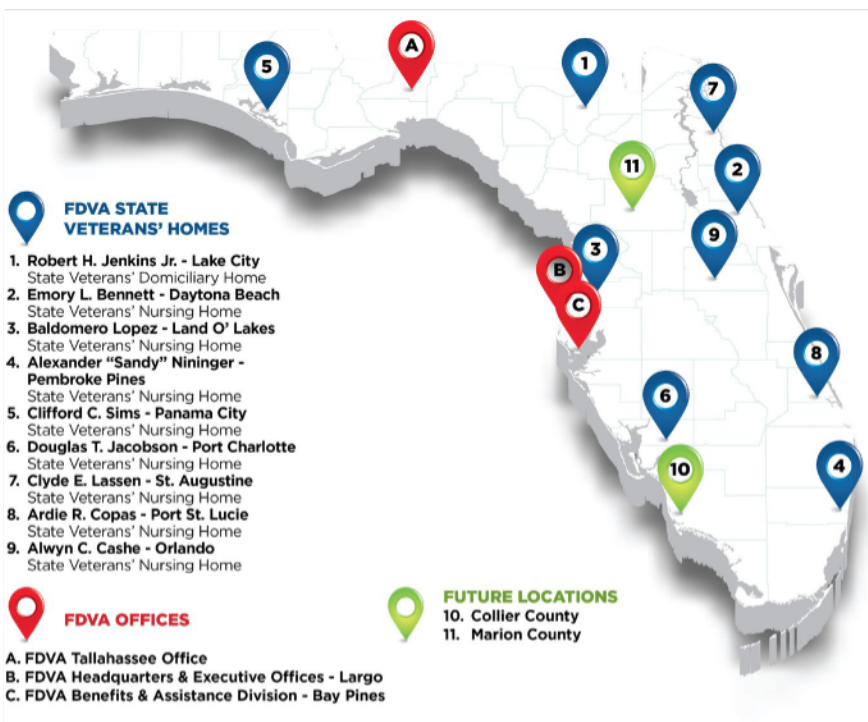 A
5
1
7
11
2
9
3
B
C
8
6
10
4
FDVA STATE
VETERANS' HOMES
1. Robert H. Jenkins Jr. - Lake City
State Veterans' Domiciliary Home
2. Emory L. Bennett - Daytona Beach
State Veterans' Nursing Home
3. Baldomero Lopez - Land O' Lakes
State Veterans' Nursing Home
4. Alexander “Sandy” Nininger -
Pembroke Pines
State Veterans' Nursing Home
5. Clifford C. Sims - Panama City
State Veterans' Nursing Home
6. Douglas T. Jacobson - Port Charlotte
State Veterans' Nursing Home
7. Clyde E. Lassen - St. Augustine
State Veterans' Nursing Home
8. Ardie R. Copas - Port St. Lucie
State Veterans' Nursing Home
9. Alwyn C. Cashe - Orlando
State Veterans' Nursing Home
FDVA OFFICES
A. FDVA Tallahassee Office
B. FDVA Headquarters & Executive Offices - Largo
C. FDVA Benefits & Assistance Division - Bay Pines
FUTURE LOCATIONS
10. Collier County
11. Marion County